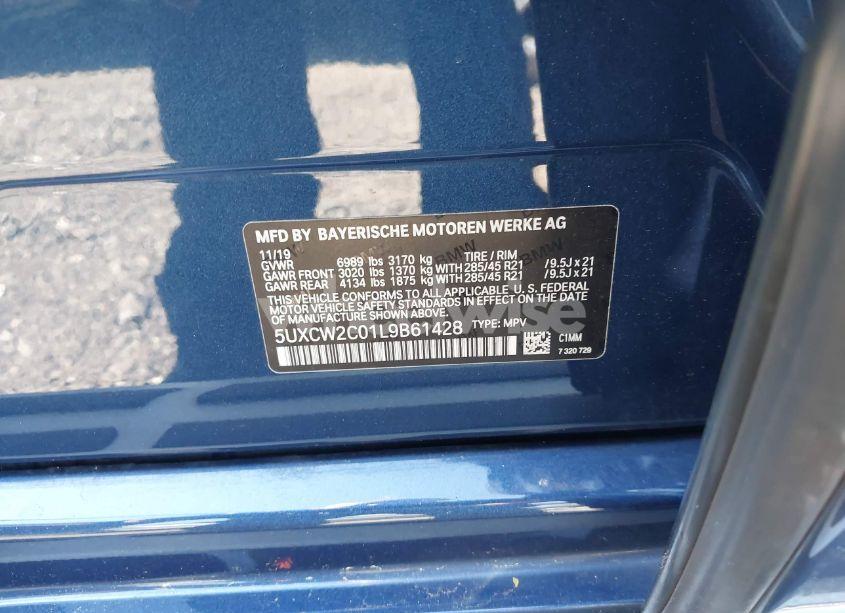 MFD BY BAYERISCHE MOTOREN WERKE AG
11/19
GVWR 6989 lbs 3170 kg TIRE / RIM
GAWR FRONT 3020 lbs 1370 kg WITH 285/45 R21 / 9.5J x 21
GAWR REAR 4134 lbs 1875 kg WITH 285/45 R21 / 9.5J x 21
THIS VEHICLE CONFORMS TO ALL APPLICABLE U. S. FEDERAL
MOTOR VEHICLE SAFETY STANDARDS IN EFFECT ON THE DATE
OF MANUFACTURE SHOWN ABOVE.
5UXCW2C01L9B61428 TYPE: MPV
C1MM
7 320 729
BMW
BMW
BMW